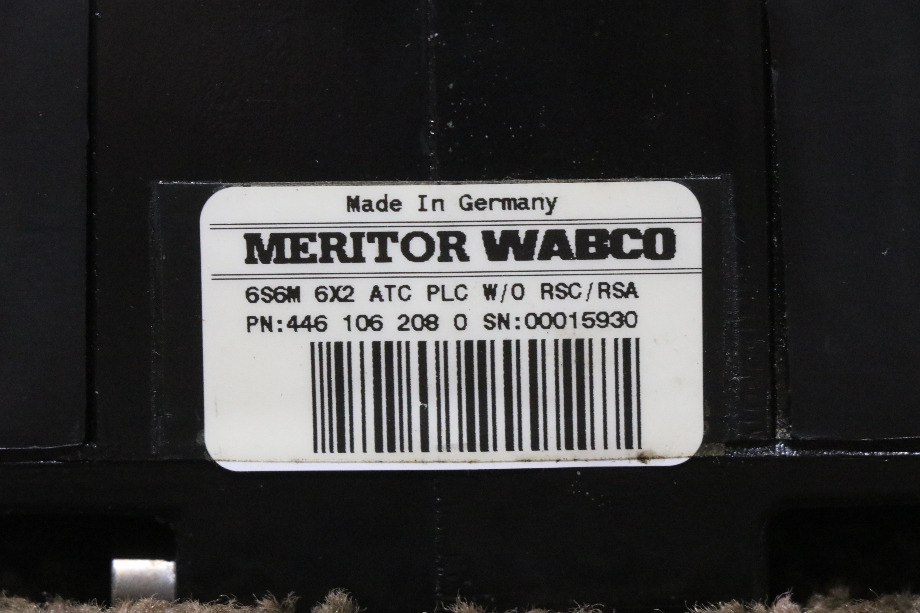 Made In Germany
MERITOR WABCO
6S6M 6X2 ATC PLC W/O RSC/RSA
PN:446 106 208 0 SN:00015930